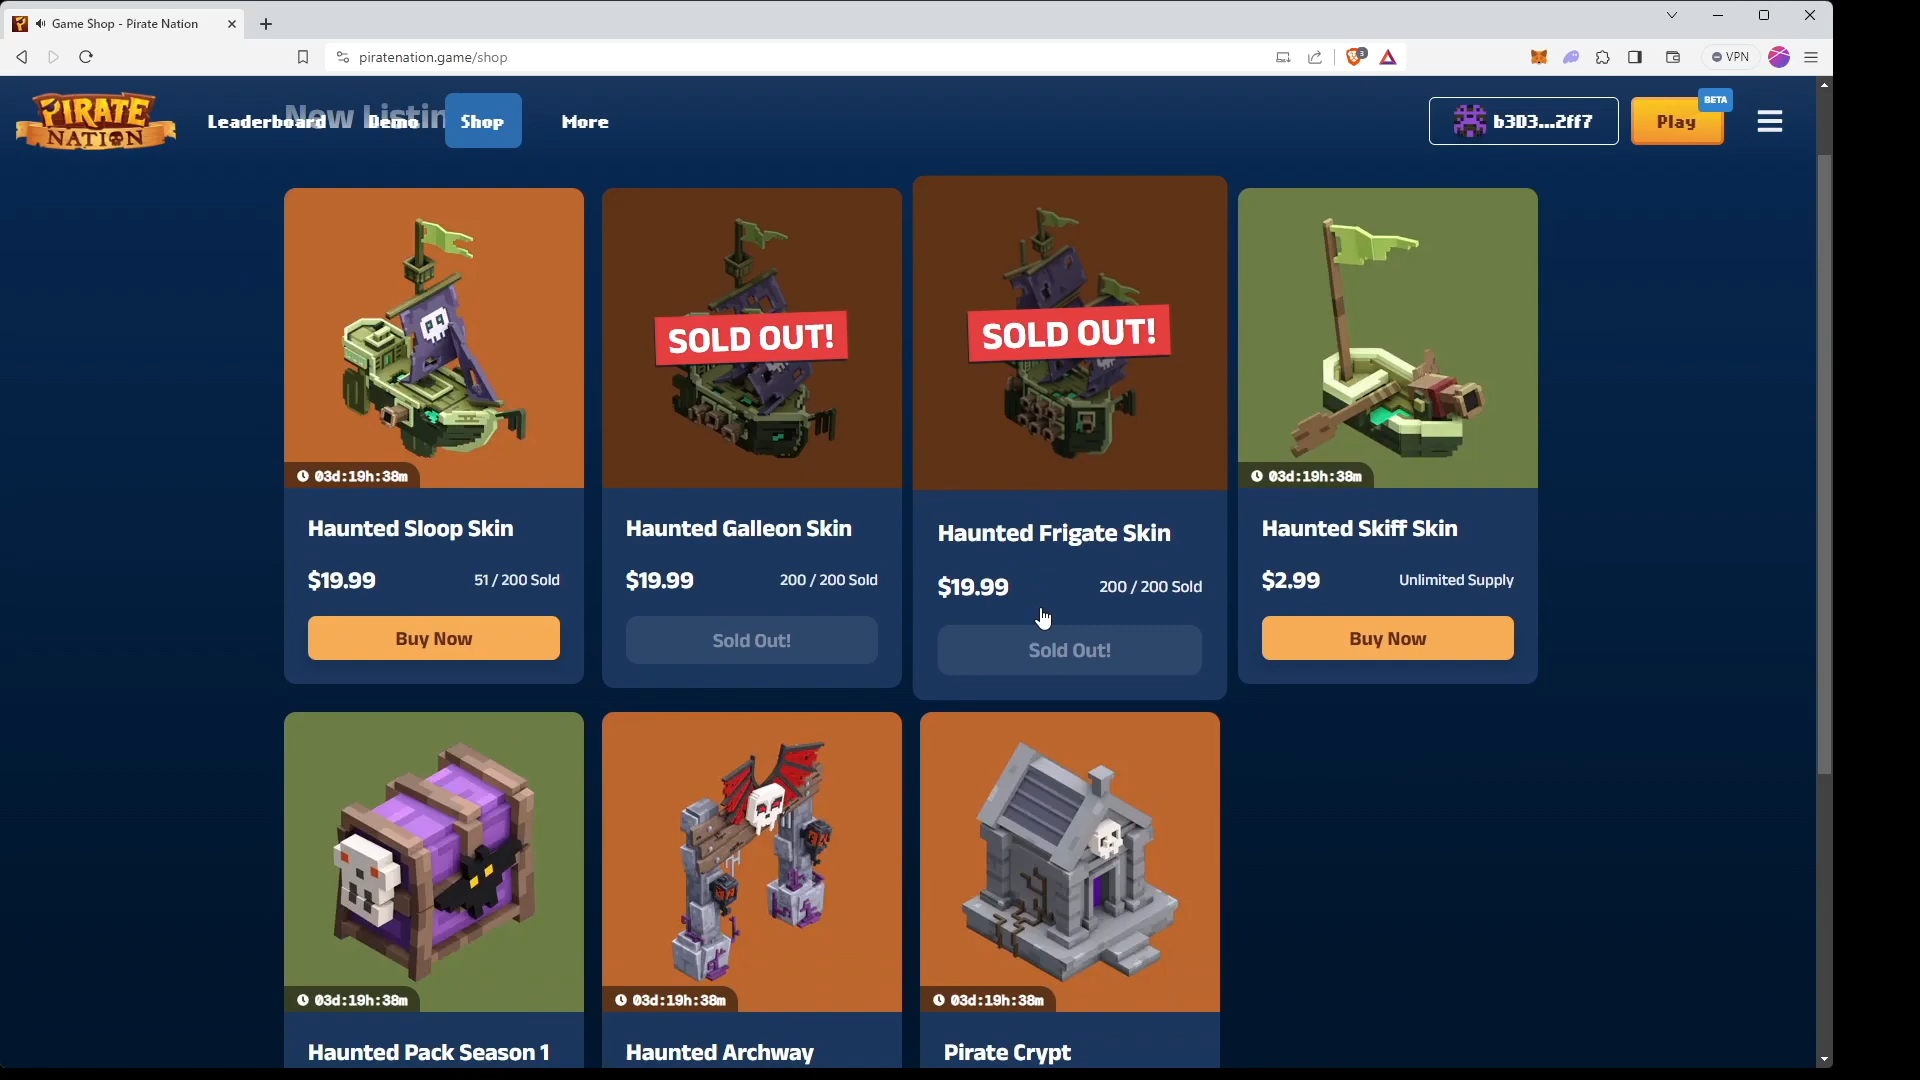 Game Shop - Pirate Nation
piratenation.game/shop
3
VPN
PIRATE
NATION
New Listin
Leaderboard
Demo
Shop
More
b3D3...2ff7
Play
BETA
SOLD OUT!
SOLD OUT!
03d:19h:38m
03d:19h:38m
Haunted Sloop Skin
Haunted Galleon Skin
Haunted Frigate Skin
Haunted Skiff Skin
$19.99
51 / 200 Sold
$19.99
200 / 200 Sold
$19.99
200 / 200 Sold
$2.99
Unlimited Supply
Buy Now
Sold Out!
Sold Out!
Buy Now
03d:19h:38m
03d:19h:38m
03d:19h:38m
Haunted Pack Season 1
Haunted Archway
Pirate Crypt